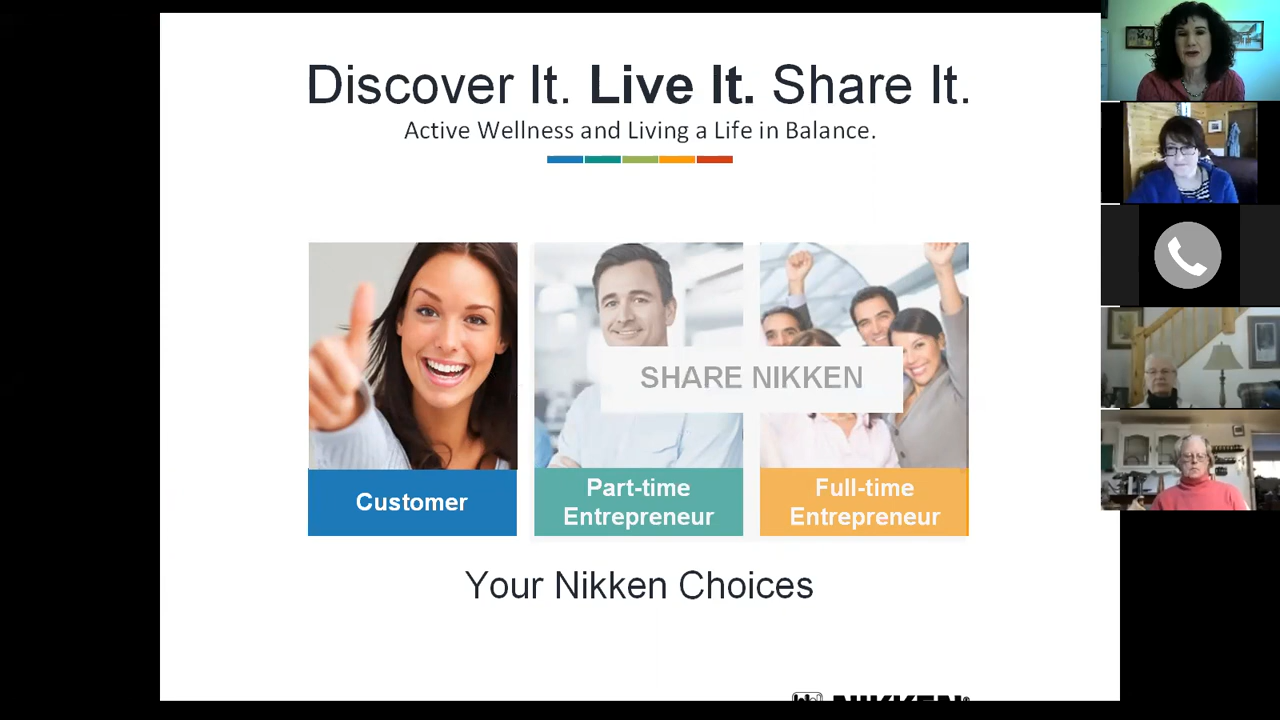 Discover It. Live It. Share It.
Active Wellness and Living a Life in Balance.
SHARE NIKKEN
Customer
Part-time
Entrepreneur
Full-time
Entrepreneur
Your Nikken Choices
NIKKEN